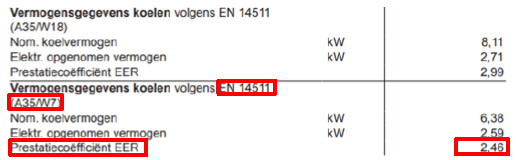 Vermogensgegevens koelen volgens EN 14511
(A35/W18)
Nom. koelvermogen kW 8,11
Elektr. opgenomen vermogen kW 2,71
Prestatiecoëfficiënt EER 2,99
Vermogensgegevens koelen volgens EN 14511
(A35/W7)
Nom. koelvermogen kW 6,38
Elektr. opgenomen vermogen kW 2,59
Prestatiecoëfficiënt EER 2,46